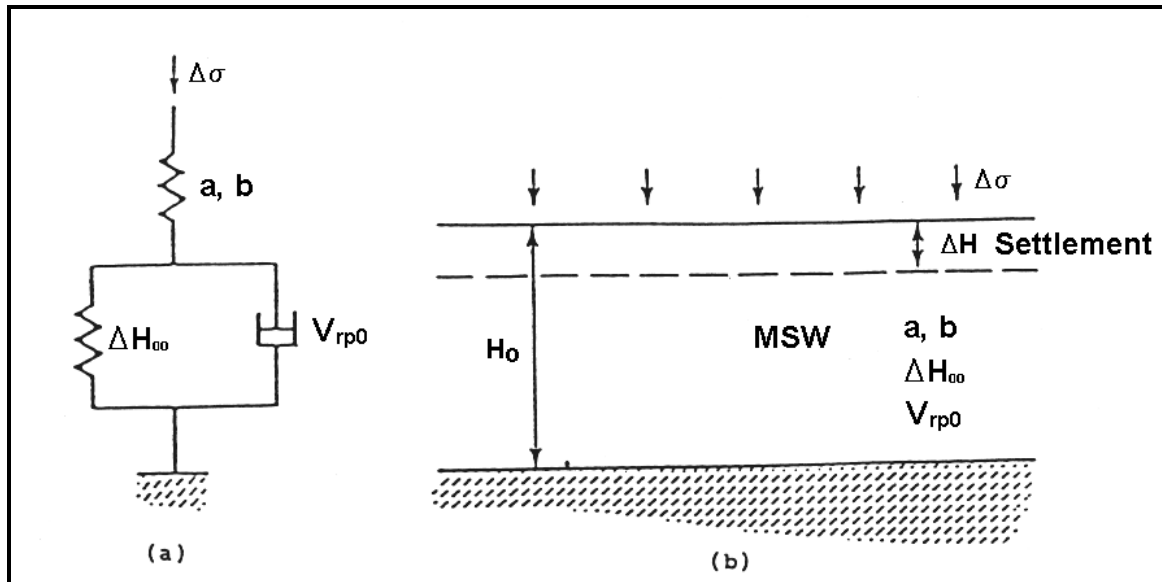 Δσ
a, b
ΔH∞
Vrp0
(a)
Δσ
ΔH Settlement
H₀
MSW
a, b
ΔH∞
Vrp0
(b)